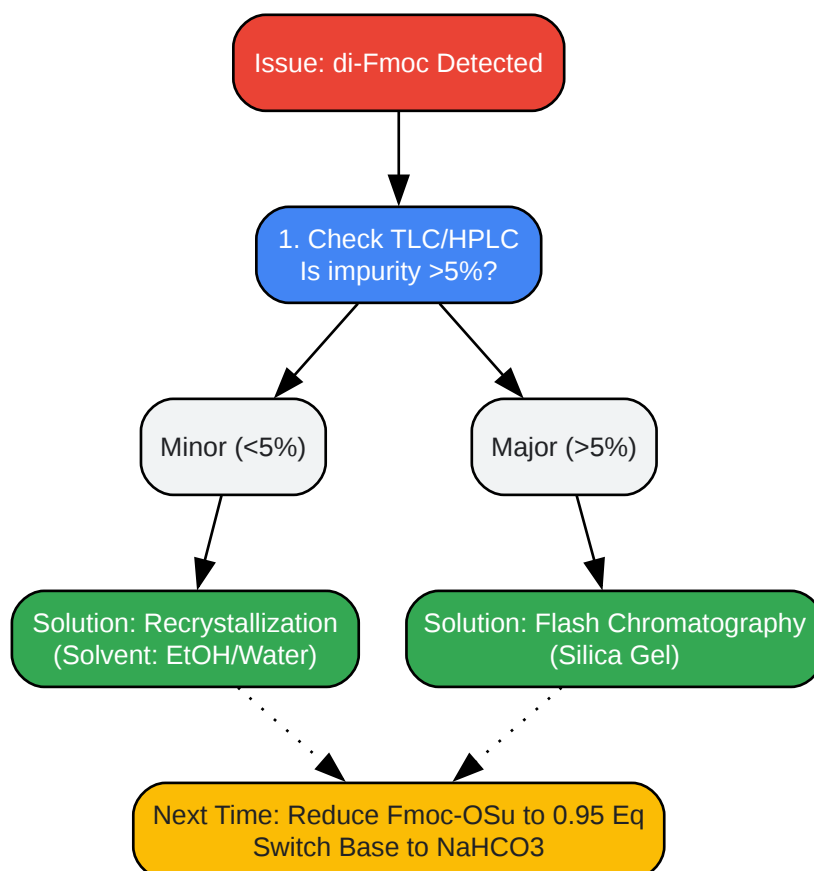 Issue: di-Fmoc Detected
1. Check TLC/HPLC
Is impurity >5%?
Minor (<5%)
Major (>5%)
Solution: Recrystallization
(Solvent: EtOH/Water)
Solution: Flash Chromatography
(Silica Gel)
Next Time: Reduce Fmoc-OSu to 0.95 Eq
Switch Base to NaHCO3